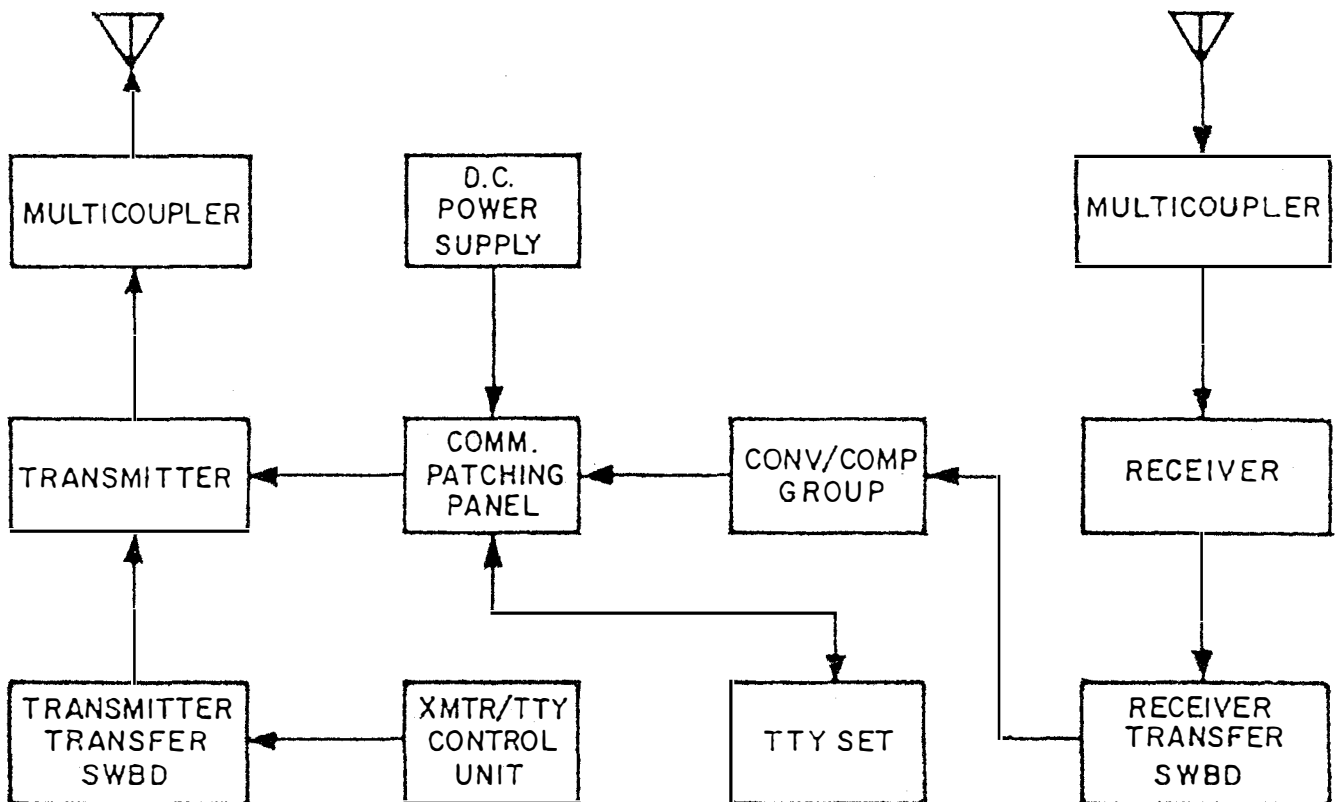 MULTICOUPLER
D.C.
POWER
SUPPLY
MULTICOUPLER
TRANSMITTER
COMM.
PATCHING
PANEL
CONV/COMP
GROUP
RECEIVER
TRANSMITTER
TRANSFER
SWBD
XMTR/TTY
CONTROL
UNIT
TTY SET
RECEIVER
TRANSFER
SWBD